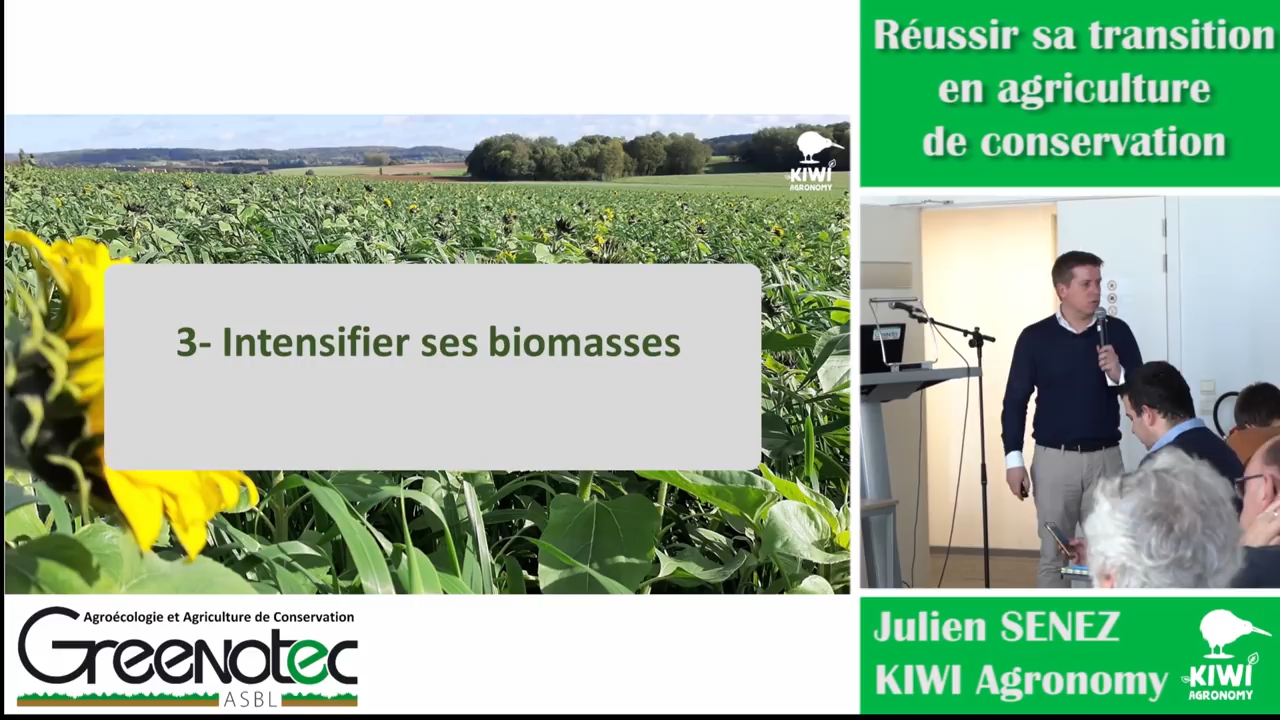 Réussir sa transition
en agriculture
de conservation
KIWI
AGRONOMY
3- Intensifier ses biomasses
Agroécologie et Agriculture de Conservation
GREENOTEC
ASBL
Julien SENEZ
KIWI Agronomy
KIWI
AGRONOMY